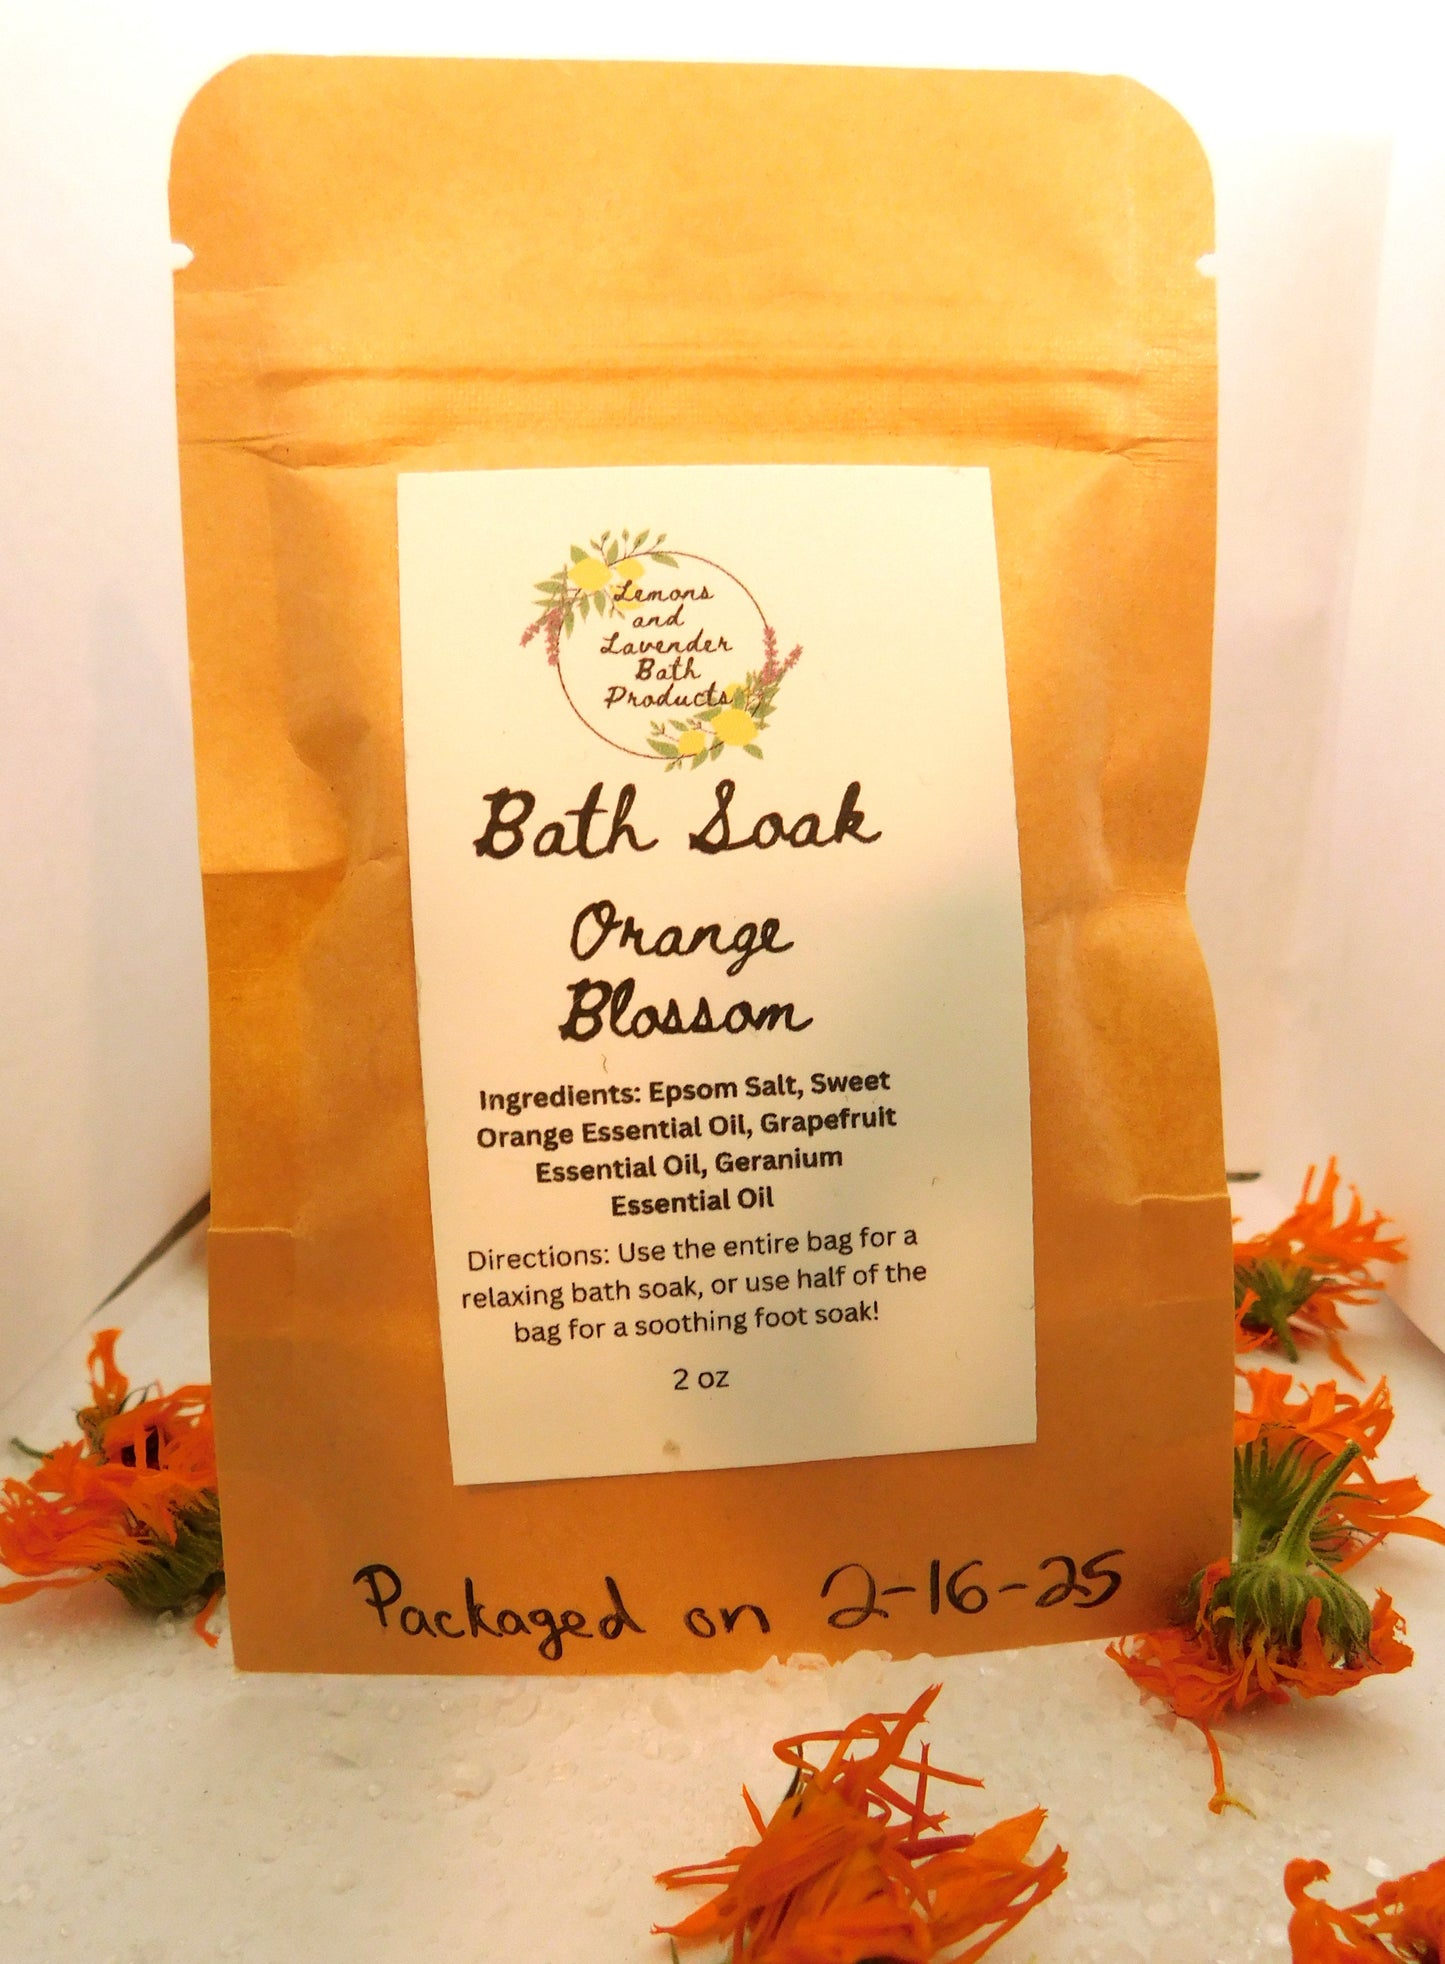 Lemons
and
Lavender
Bath
Products
Bath Soak
Orange
Blossom
Ingredients: Epsom Salt, Sweet
Orange Essential Oil, Grapefruit
Essential Oil, Geranium
Essential Oil
Directions: Use the entire bag for a
relaxing bath soak, or use half of the
bag for a soothing foot soak!
2 oz
Packaged on 2-16-25